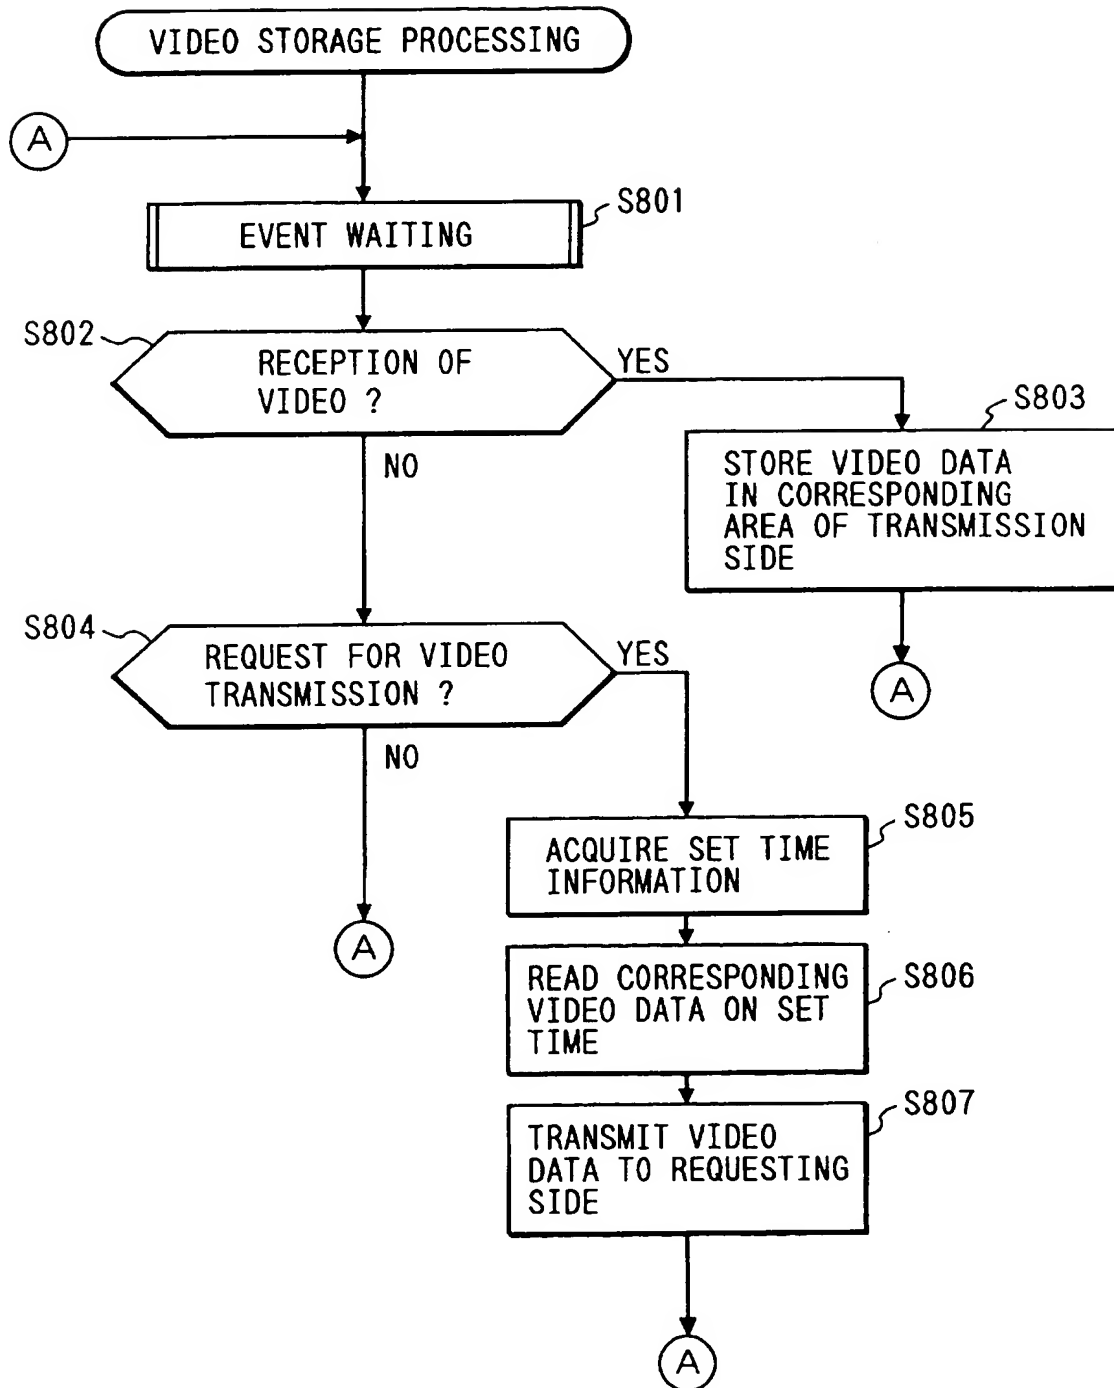 VIDEO STORAGE PROCESSING
A
S801
EVENT WAITING
S802
RECEPTION OF
VIDEO ?
YES
NO
S803
STORE VIDEO DATA
IN CORRESPONDING
AREA OF TRANSMISSION
SIDE
A
S804
REQUEST FOR VIDEO
TRANSMISSION ?
YES
NO
A
S805
ACQUIRE SET TIME
INFORMATION
S806
READ CORRESPONDING
VIDEO DATA ON SET
TIME
S807
TRANSMIT VIDEO
DATA TO REQUESTING
SIDE
A